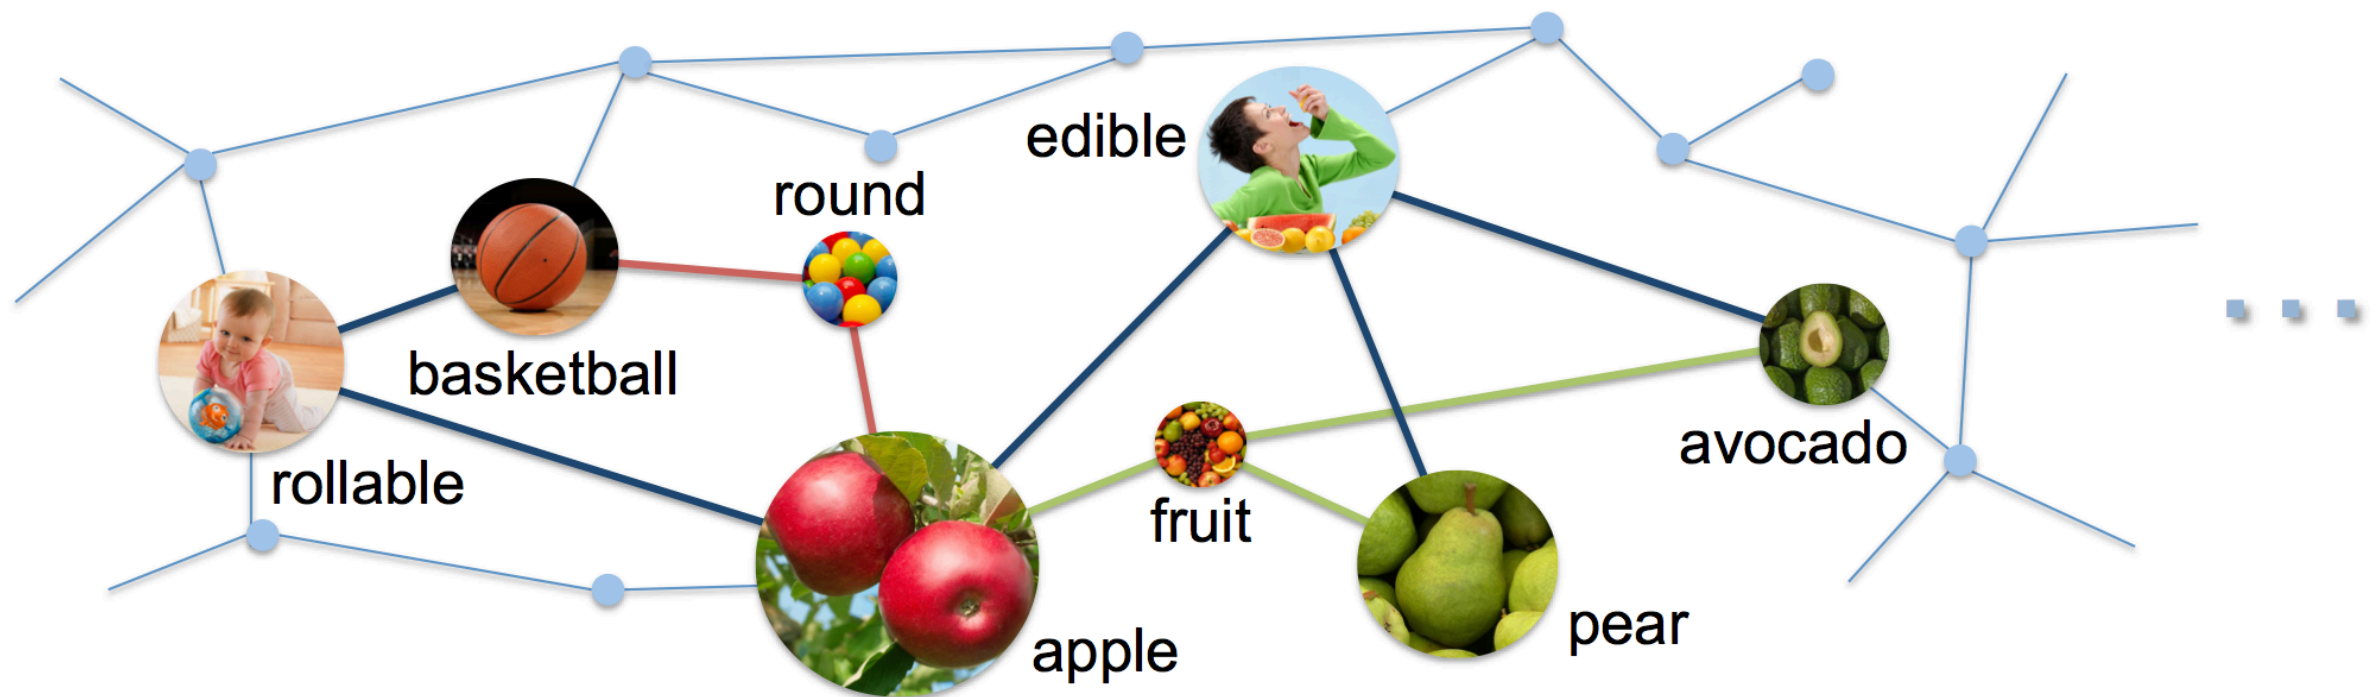 edible
round
basketball
avocado
rollable
fruit
pear
apple